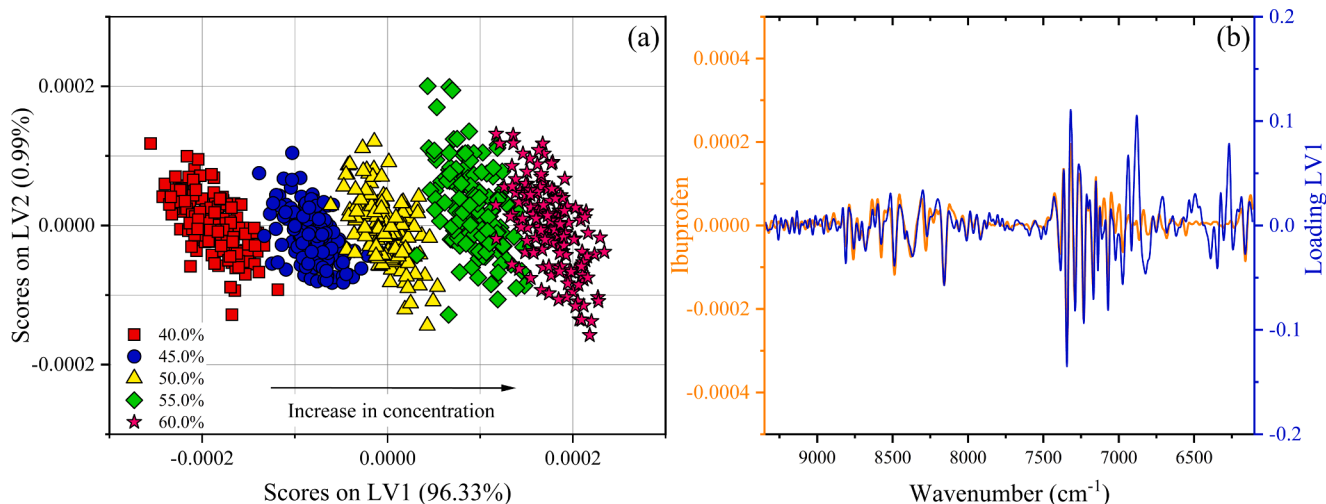 (a)
Scores on LV2 (0.99%)
0.0002
0.0000
-0.0002
40.0%
45.0%
50.0%
55.0%
60.0%
Increase in concentration
-0.0002 0.0000 0.0002
Scores on LV1 (96.33%)
(b)
Ibuprofen
0.0004
0.0002
0.0000
-0.0002
-0.0004
0.2
0.1
0.0
-0.1
-0.2
Loading LV1
9000 8500 8000 7500 7000 6500
Wavenumber (cm⁻¹)